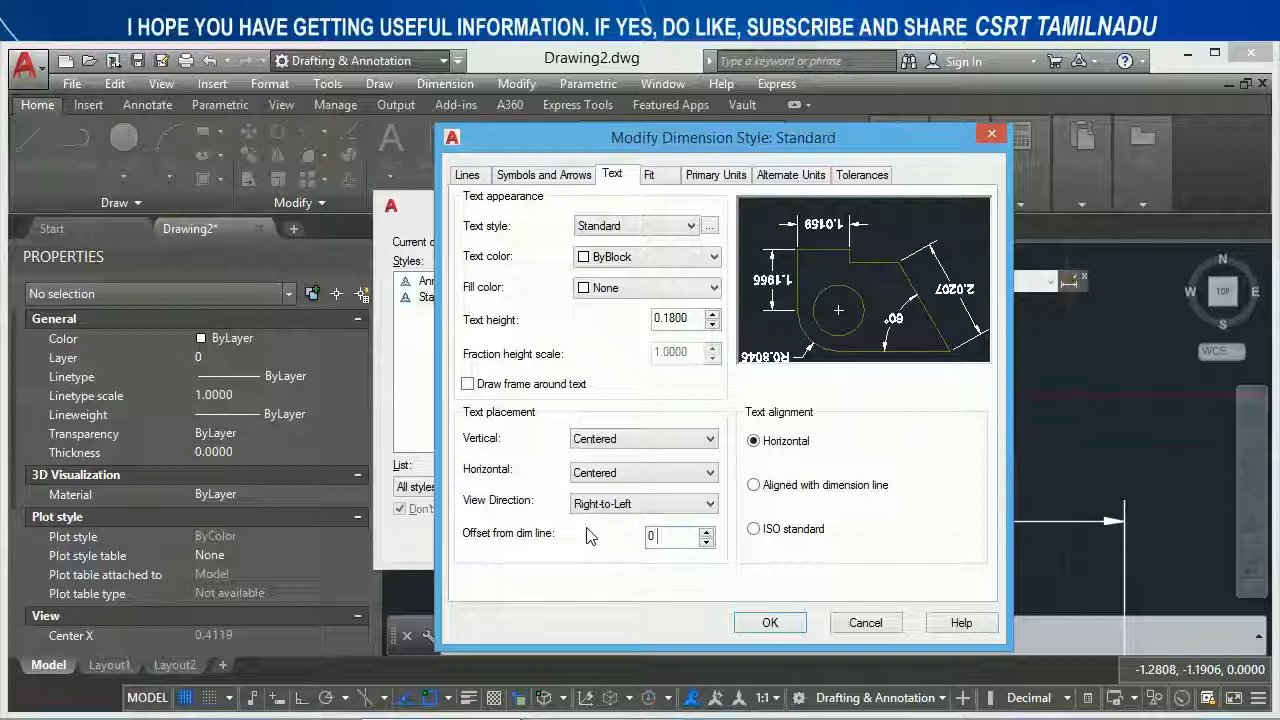 I HOPE YOU HAVE GETTING USEFUL INFORMATION. IF YES, DO LIKE, SUBSCRIBE AND SHARE CSRT TAMILNADU
Drafting & Annotation
Drawing2.dwg
Type a keyword or phrase
Sign In
File Edit View Insert Format Tools Draw Dimension Modify Parametric Window Help Express
Home Insert Annotate Parametric View Manage Output Add-ins A360 Express Tools Featured Apps Vault
Draw
Modify
Start
Drawing2*
PROPERTIES
No selection
General
Color ByLayer
Layer 0
Linetype ByLayer
Linetype scale 1.0000
Lineweight ByLayer
Transparency ByLayer
Thickness 0.0000
3D Visualization
Material ByLayer
Plot style
Plot style ByColor
Plot style table None
Plot table attached to Model
Plot table type Not available
View
Center X 0.4119
Styles:
List:
All styles
Modify Dimension Style: Standard
Lines Symbols and Arrows Text Fit Primary Units Alternate Units Tolerances
Text appearance
Text style: Standard ...
Text color: ByBlock
Fill color: None
Text height: 0.1800
Fraction height scale: 1.0000
Draw frame around text
Text placement
Vertical: Centered
Horizontal: Centered
View Direction: Right-to-Left
Offset from dim line: 0
1.0159
1.1966
2.0207
60°
R0.8045
Text alignment
Horizontal
Aligned with dimension line
ISO standard
OK Cancel Help
N
W TOP E
S
WCS
Model Layout1 Layout2 +
-1.2808, -1.1906, 0.0000
MODEL
1:1
Drafting & Annotation
Decimal